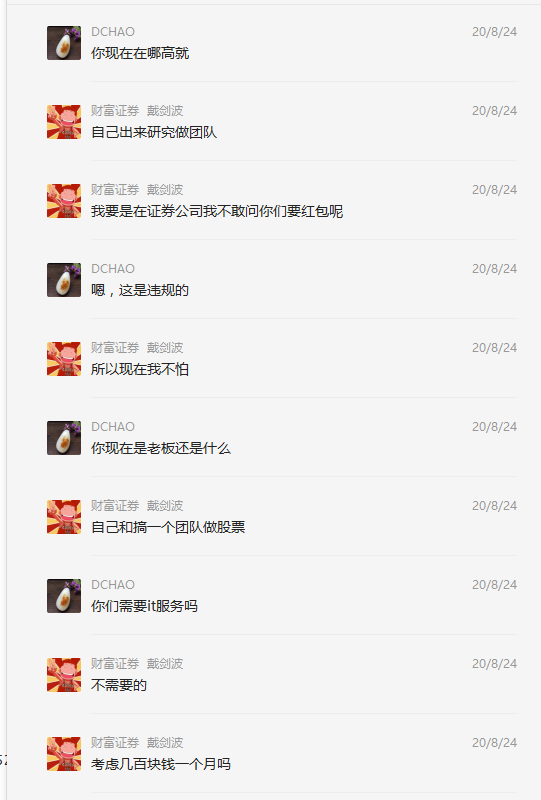 DCHAO 20/8/24
你现在在哪高就
财富证券 戴剑波 20/8/24
自己出来研究做团队
财富证券 戴剑波 20/8/24
我要是在证券公司我不敢问你们要红包呢
DCHAO 20/8/24
嗯，这是违规的
财富证券 戴剑波 20/8/24
所以现在我不怕
DCHAO 20/8/24
你现在是老板还是什么
财富证券 戴剑波 20/8/24
自己和搞一个团队做股票
DCHAO 20/8/24
你们需要it服务吗
财富证券 戴剑波 20/8/24
不需要的
财富证券 戴剑波 20/8/24
考虑几百块钱一个月吗